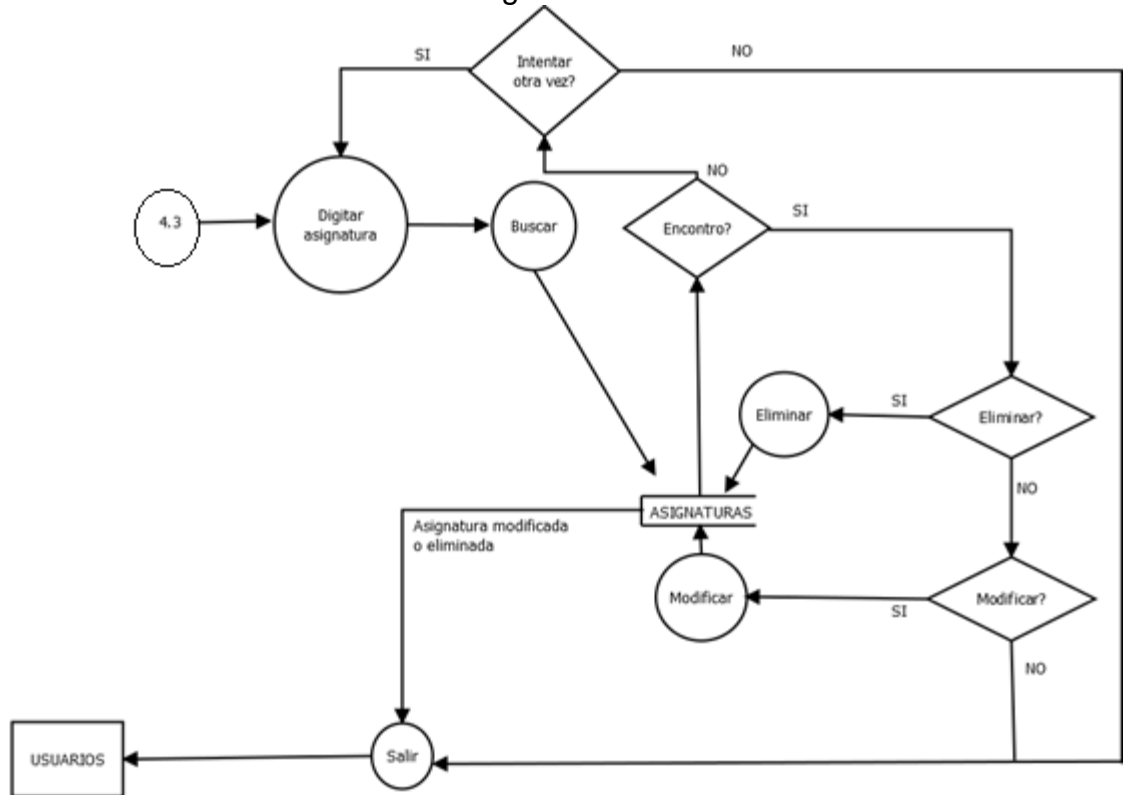 SI
Intentar
otra vez?
NO
NO
4.3
Digitar
asignatura
Buscar
Encontro?
SI
Eliminar
SI
Eliminar?
NO
ASIGNATURAS
Asignatura modificada
o eliminada
Modificar
SI
Modificar?
NO
USUARIOS
Salir